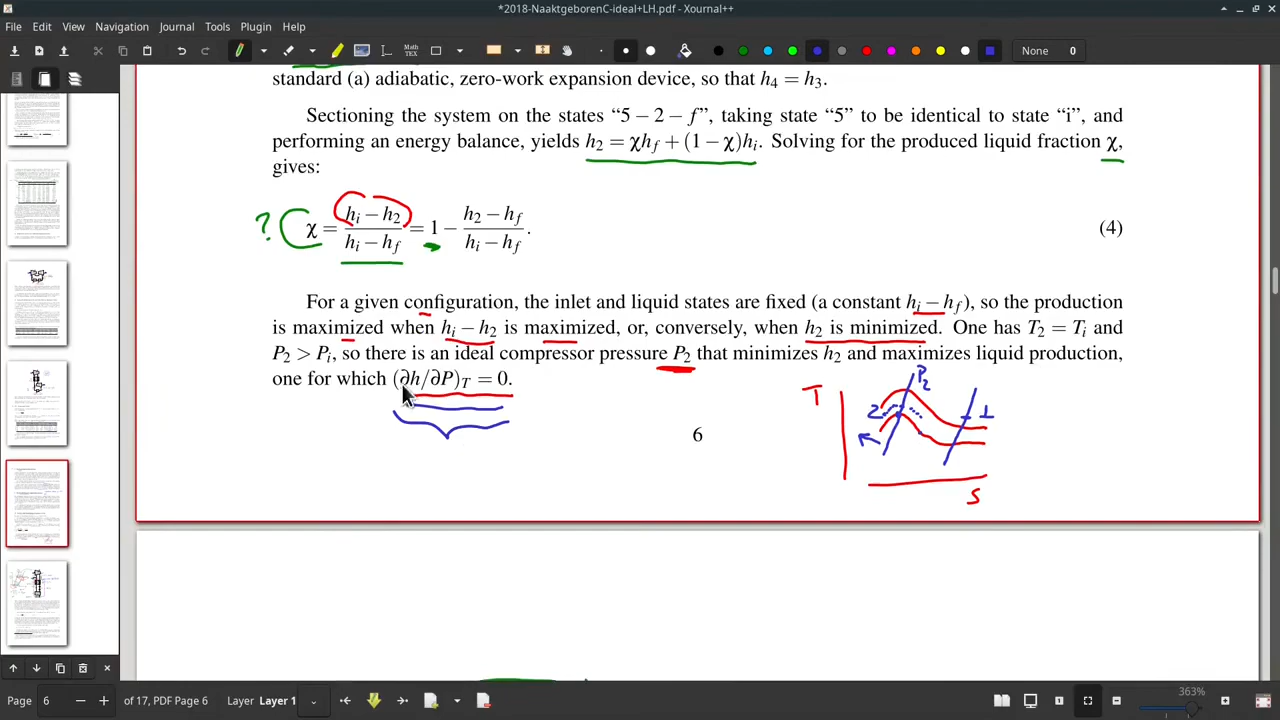 *2018-NaaktgeborenC-ideal+LH.pdf - Xournal++
File Edit View Navigation Journal Tools Plugin Help
Math TEX None 0
standard (a) adiabatic, zero-work expansion device, so that h₄ = h₃.
Sectioning the system on the states “5 − 2 − f”, taking state “5” to be identical to state “i”, and
performing an energy balance, yields h₂ = χh_f + (1 − χ)h_i. Solving for the produced liquid fraction χ,
gives:
? χ = (h_i − h₂)/(h_i − h_f) = 1 − (h₂ − h_f)/(h_i − h_f). (4)
For a given configuration, the inlet and liquid states are fixed (a constant h_i − h_f), so the production
is maximized when h_i − h₂ is maximized, or, conversely, when h₂ is minimized. One has T₂ = T_i and
P₂ > P_i, so there is an ideal compressor pressure P₂ that minimizes h₂ and maximizes liquid production,
one for which (∂h/∂P)_T = 0.
P₂
T
2 1
6
S
Page 6 of 17, PDF Page 6 Layer Layer 1 363%